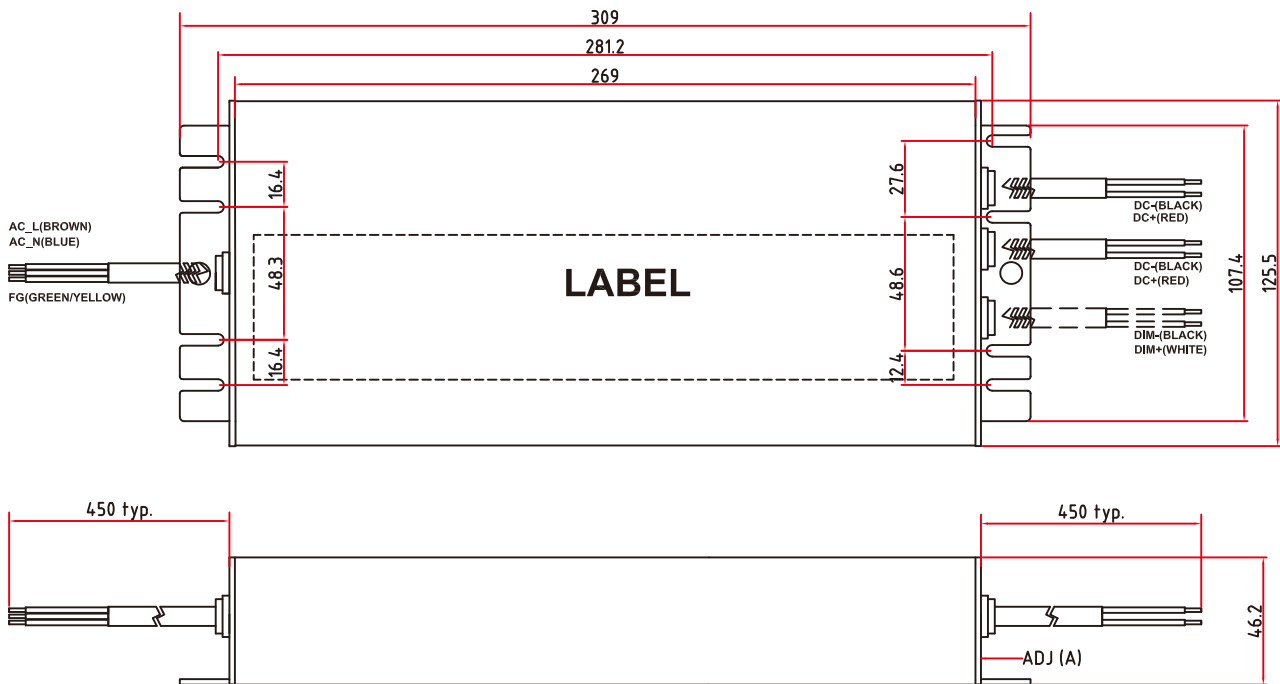 309
281.2
269
16.4
27.6
AC_L(BROWN)
AC_N(BLUE)
FG(GREEN/YELLOW)
48.3
LABEL
48.6
DC-(BLACK)
DC+(RED)
DC-(BLACK)
DC+(RED)
107.4
125.5
DIM-(BLACK)
DIM+(WHITE)
16.4
12.4
450 typ.
450 typ.
46.2
ADJ (A)